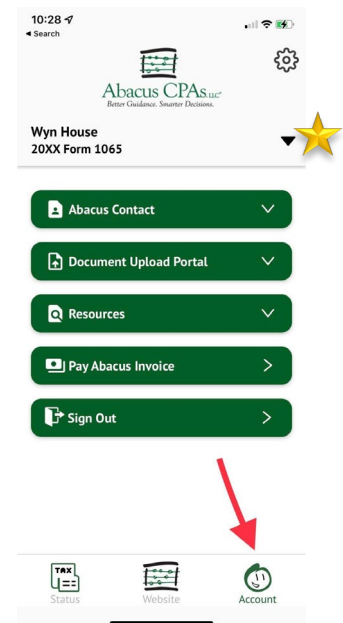 10:28
Search
Abacus CPAs LLC
Better Guidance. Smarter Decisions.
Wyn House
20XX Form 1065
Abacus Contact
Document Upload Portal
Resources
Pay Abacus Invoice
Sign Out
TAX
Status
Website
Account